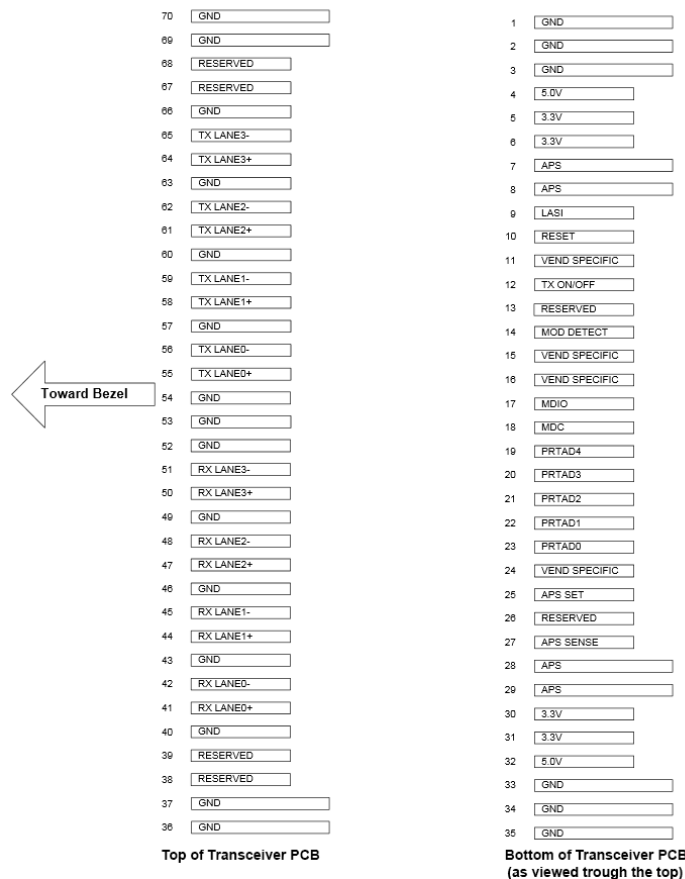 70 GND
69 GND
68 RESERVED
67 RESERVED
66 GND
65 TX LANE3-
64 TX LANE3+
63 GND
62 TX LANE2-
61 TX LANE2+
60 GND
59 TX LANE1-
58 TX LANE1+
57 GND
56 TX LANE0-
55 TX LANE0+
54 GND
53 GND
52 GND
51 RX LANE3-
50 RX LANE3+
49 GND
48 RX LANE2-
47 RX LANE2+
46 GND
45 RX LANE1-
44 RX LANE1+
43 GND
42 RX LANE0-
41 RX LANE0+
40 GND
39 RESERVED
38 RESERVED
37 GND
36 GND
Toward Bezel
Top of Transceiver PCB
1 GND
2 GND
3 GND
4 5.0V
5 3.3V
6 3.3V
7 APS
8 APS
9 LASI
10 RESET
11 VEND SPECIFIC
12 TX ON/OFF
13 RESERVED
14 MOD DETECT
15 VEND SPECIFIC
16 VEND SPECIFIC
17 MDIO
18 MDC
19 PRTAD4
20 PRTAD3
21 PRTAD2
22 PRTAD1
23 PRTAD0
24 VEND SPECIFIC
25 APS SET
26 RESERVED
27 APS SENSE
28 APS
29 APS
30 3.3V
31 3.3V
32 5.0V
33 GND
34 GND
35 GND
Bottom of Transceiver PCB
(as viewed trough the top)